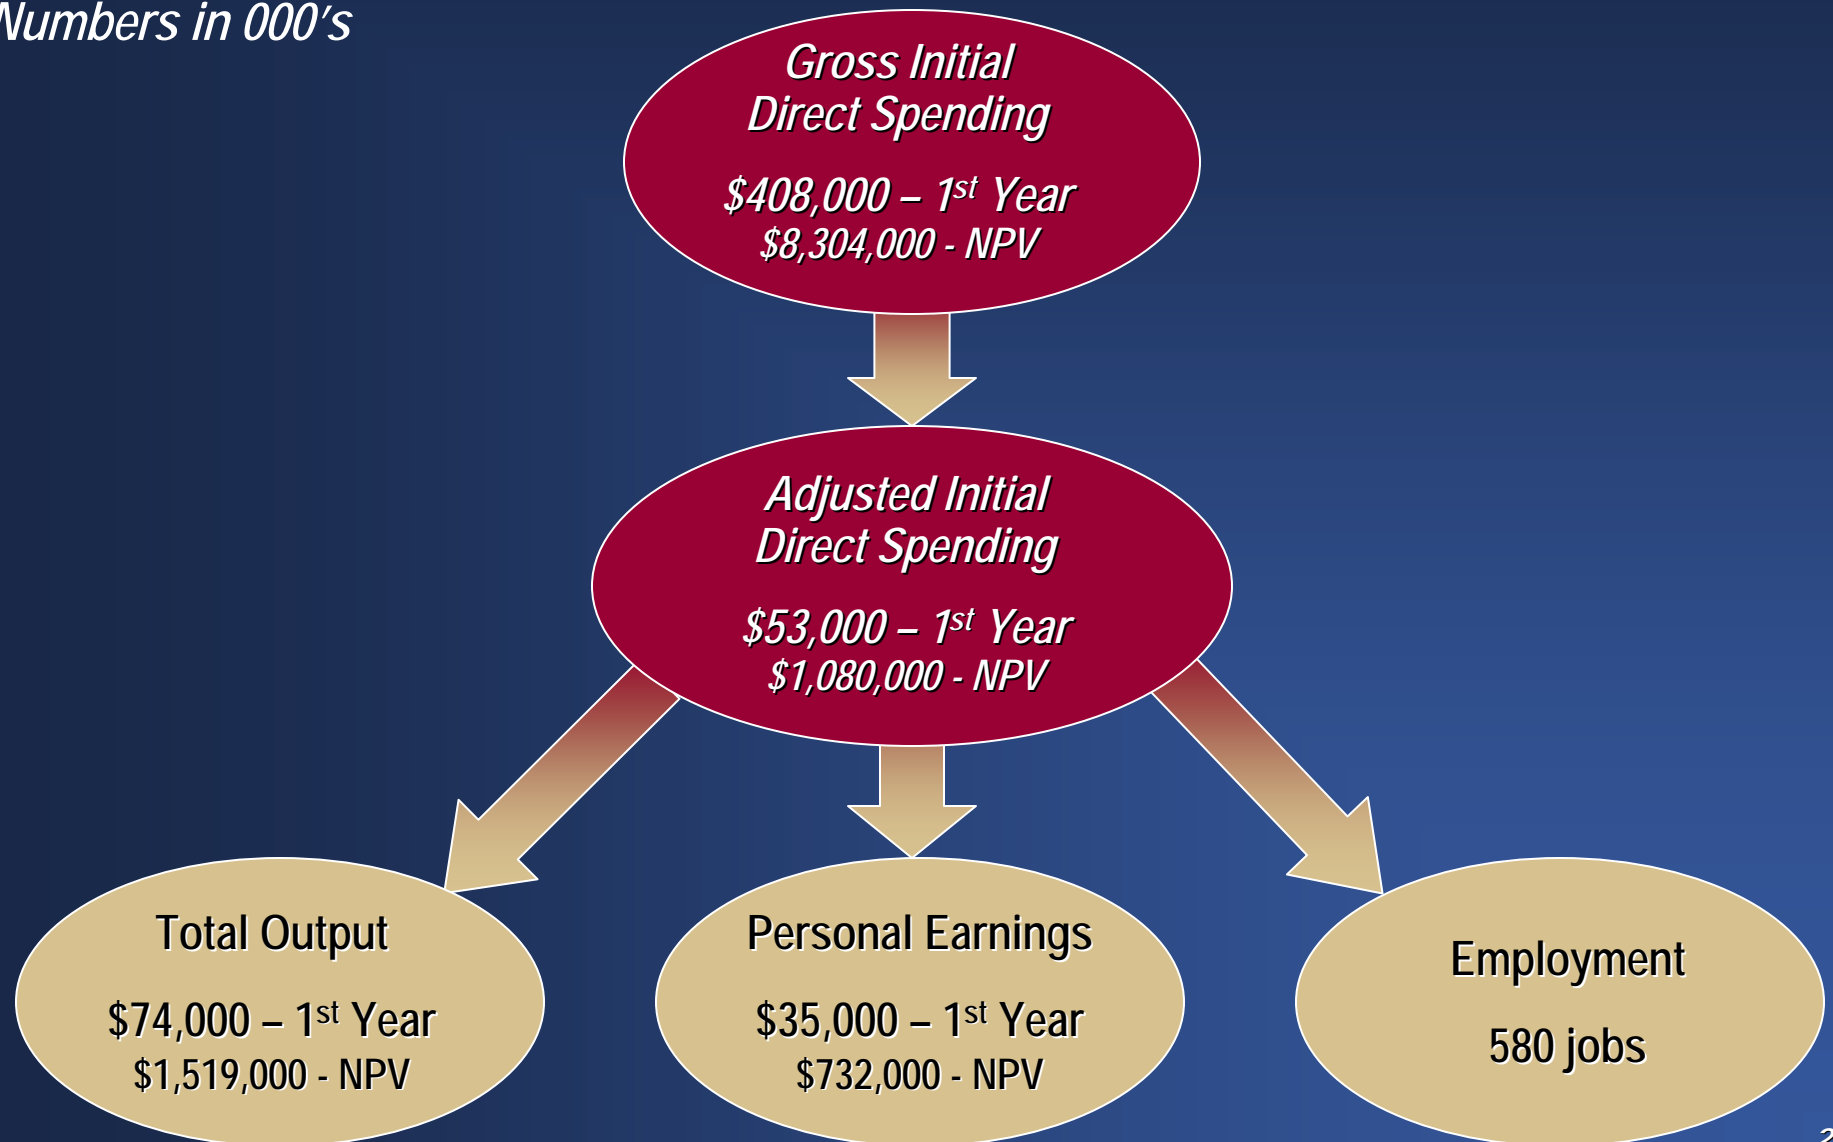 Numbers in 000's
Gross Initial
Direct Spending
$408,000 – 1st Year
$8,304,000 - NPV
Adjusted Initial
Direct Spending
$53,000 – 1st Year
$1,080,000 - NPV
Total Output
$74,000 – 1st Year
$1,519,000 - NPV
Personal Earnings
$35,000 – 1st Year
$732,000 - NPV
Employment
580 jobs